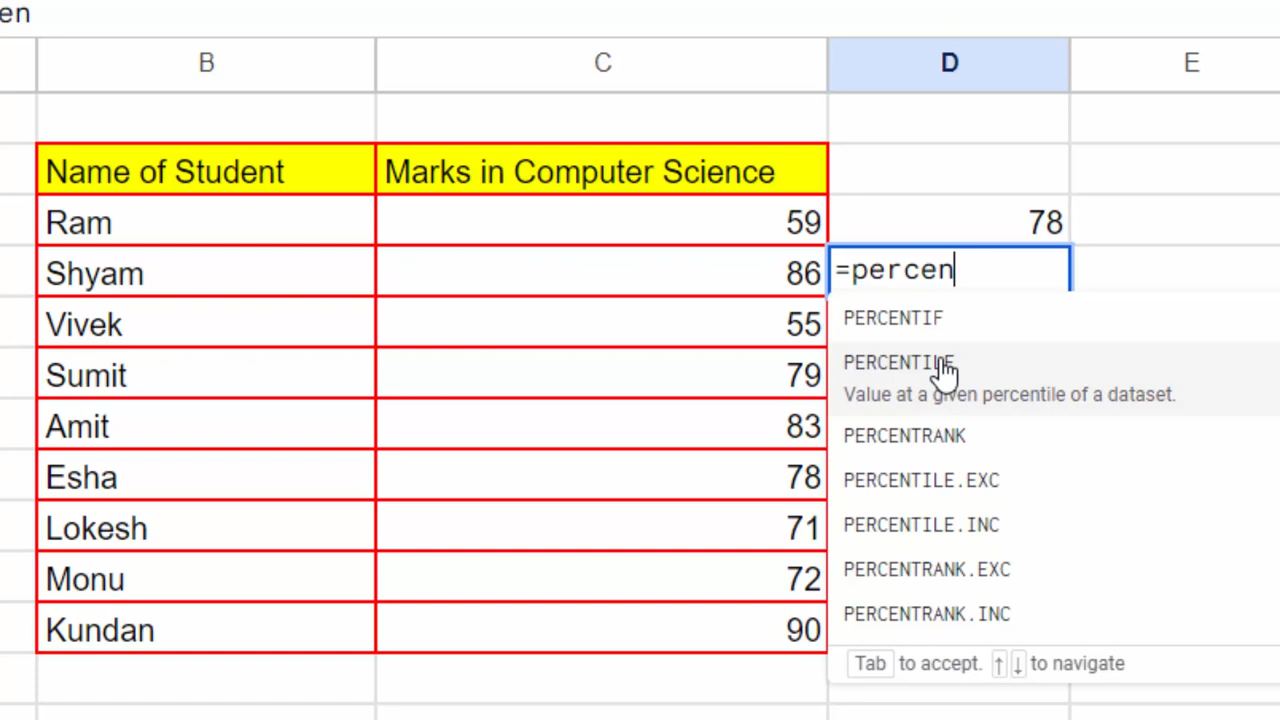 en
B C D E
Name of Student Marks in Computer Science
Ram 59 78
Shyam 86 =percen
Vivek 55 PERCENTIF
Sumit 79 PERCENTILE
Value at a given percentile of a dataset.
Amit 83 PERCENTRANK
Esha 78 PERCENTILE.EXC
Lokesh 71 PERCENTILE.INC
Monu 72 PERCENTRANK.EXC
Kundan 90 PERCENTRANK.INC
Tab to accept. ↑ ↓ to navigate